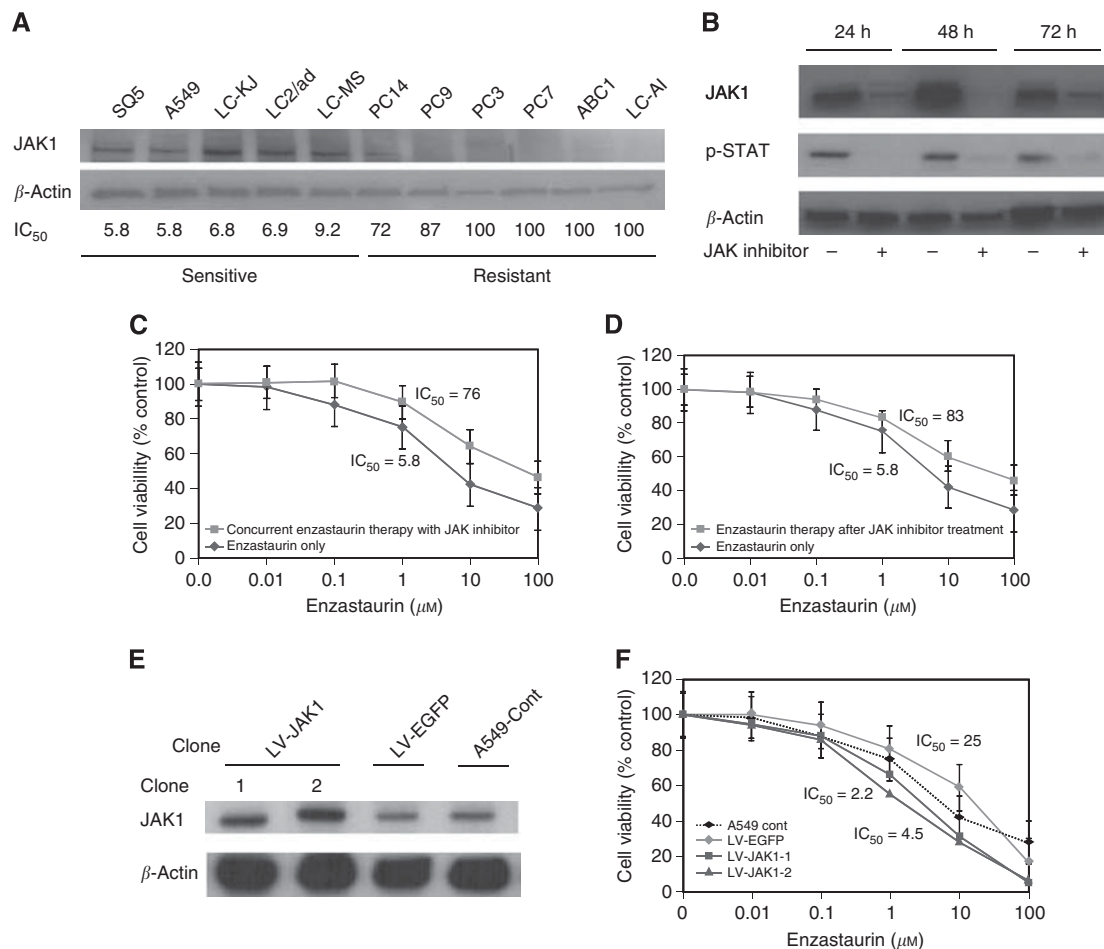 A
SQ5 A549 LC-KJ LC2/ad LC-MS PC14 PC9 PC3 PC7 ABC1 LC-AI
JAK1
β-Actin
IC50 5.8 5.8 6.8 6.9 9.2 72 87 100 100 100 100
Sensitive Resistant
B
24 h 48 h 72 h
JAK1
p-STAT
β-Actin
JAK inhibitor – + – + – +
C
120
100
80
60
40
20
0
Cell viabillity (% control)
IC50 = 76
IC50 = 5.8
Concurrent enzastaurin therapy with JAK inhibitor
Enzastaurin only
0.0 0.01 0.1 1 10 100
Enzastaurin (μM)
D
120
100
80
60
40
20
0
Cell viabillity (% control)
IC50 = 83
IC50 = 5.8
Enzastaurin therapy after JAK inhibitor treatment
Enzastaurin only
0.0 0.01 0.1 1 10 100
Enzastaurin (μM)
E
Clone LV-JAK1 LV-EGFP A549-Cont
Clone 1 2
JAK1
β-Actin
F
120
100
80
60
40
20
0
Cell viabillity (% control)
IC50 = 25
IC50 = 2.2
IC50 = 4.5
A549 cont
LV-EGFP
LV-JAK1-1
LV-JAK1-2
0 0.01 0.1 1 10 100
Enzastaurin (μM)